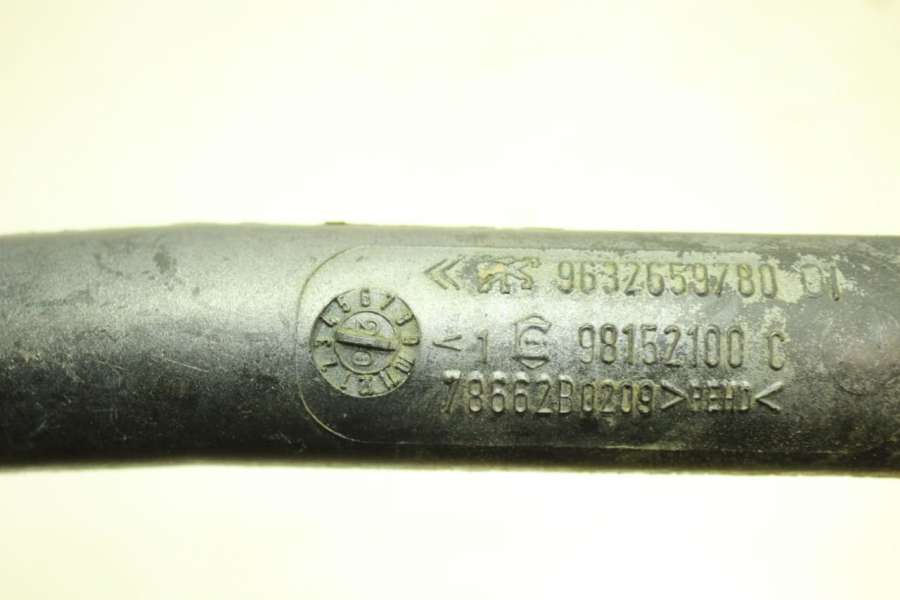 9632659780 01
V 1 98152100 C
78662B0209 >PEHD<